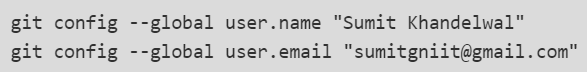 git config --global user.name "Sumit Khandelwal"
git config --global user.email "sumitgniit@gmail.com"